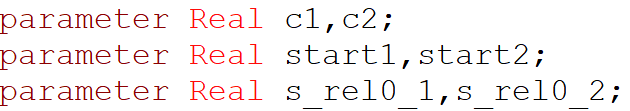 parameter Real c1,c2;
parameter Real start1,start2;
parameter Real s_rel0_1,s_rel0_2;